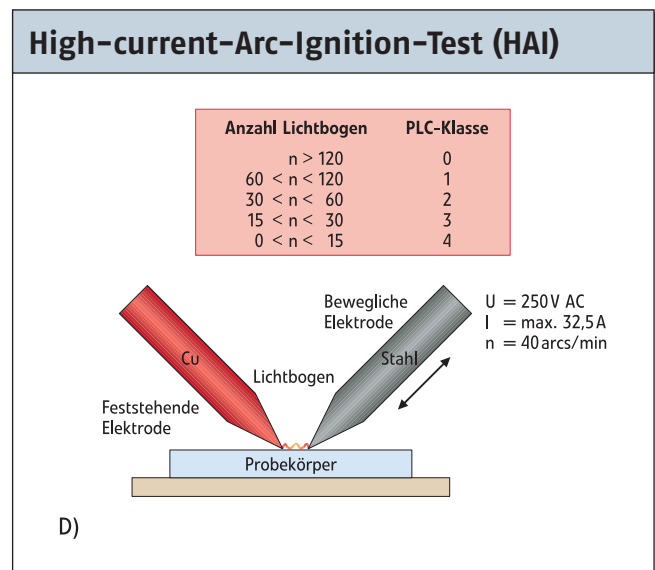 High-current-Arc-Ignition-Test (HAI)
Anzahl Lichtbogen PLC-Klasse
n > 120 0
60 < n < 120 1
30 < n < 60 2
15 < n < 30 3
0 < n < 15 4
Bewegliche
Elektrode
U = 250 V AC
I = max. 32,5 A
n = 40 arcs/min
Cu
Stahl
Lichtbogen
Feststehende
Elektrode
Probekörper
D)